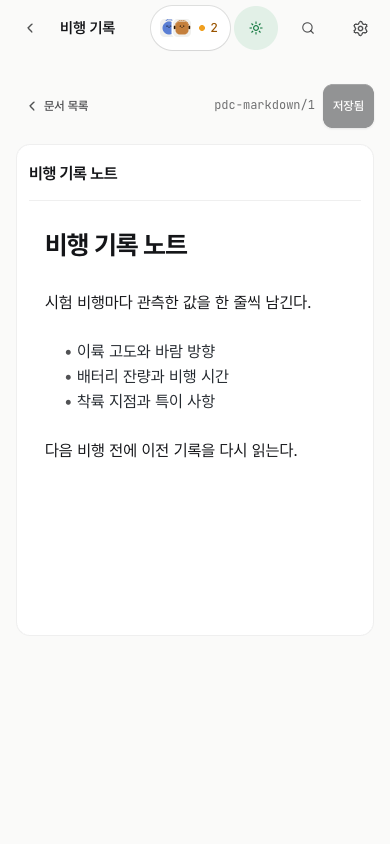 비행 기록
2
문서 목록
pdc-markdown/1
저장됨
비행 기록 노트
비행 기록 노트
시험 비행마다 관측한 값을 한 줄씩 남긴다.
• 이륙 고도와 바람 방향
• 배터리 잔량과 비행 시간
• 착륙 지점과 특이 사항
다음 비행 전에 이전 기록을 다시 읽는다.